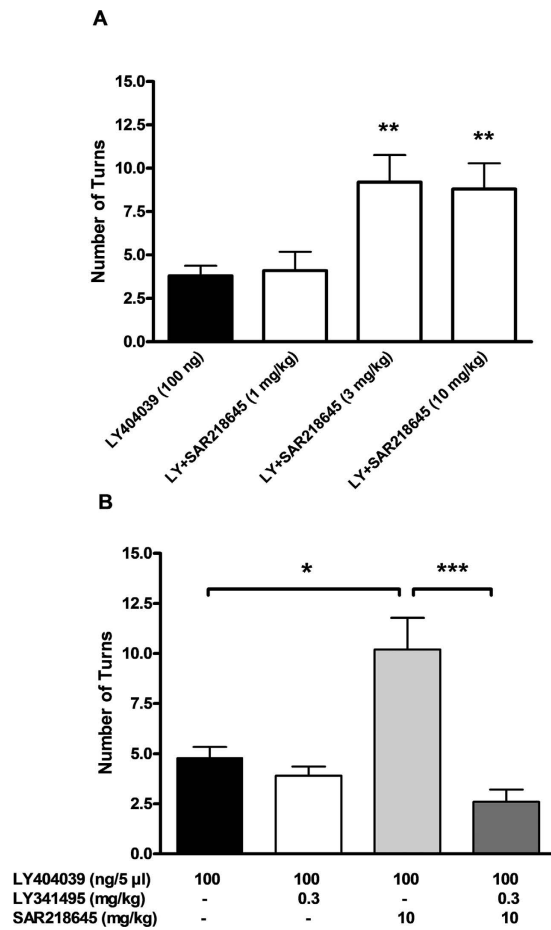 A
15.0
12.5
10.0
7.5
5.0
2.5
0.0
Number of Turns
** **
LY404039 (100 ng)
LY+SAR218645 (1 mg/kg)
LY+SAR218645 (3 mg/kg)
LY+SAR218645 (10 mg/kg)
B
15.0
12.5
10.0
7.5
5.0
2.5
0.0
Number of Turns
* ***
LY404039 (ng/5 µl) 100 100 100 100
LY341495 (mg/kg) - 0.3 - 0.3
SAR218645 (mg/kg) - - 10 10